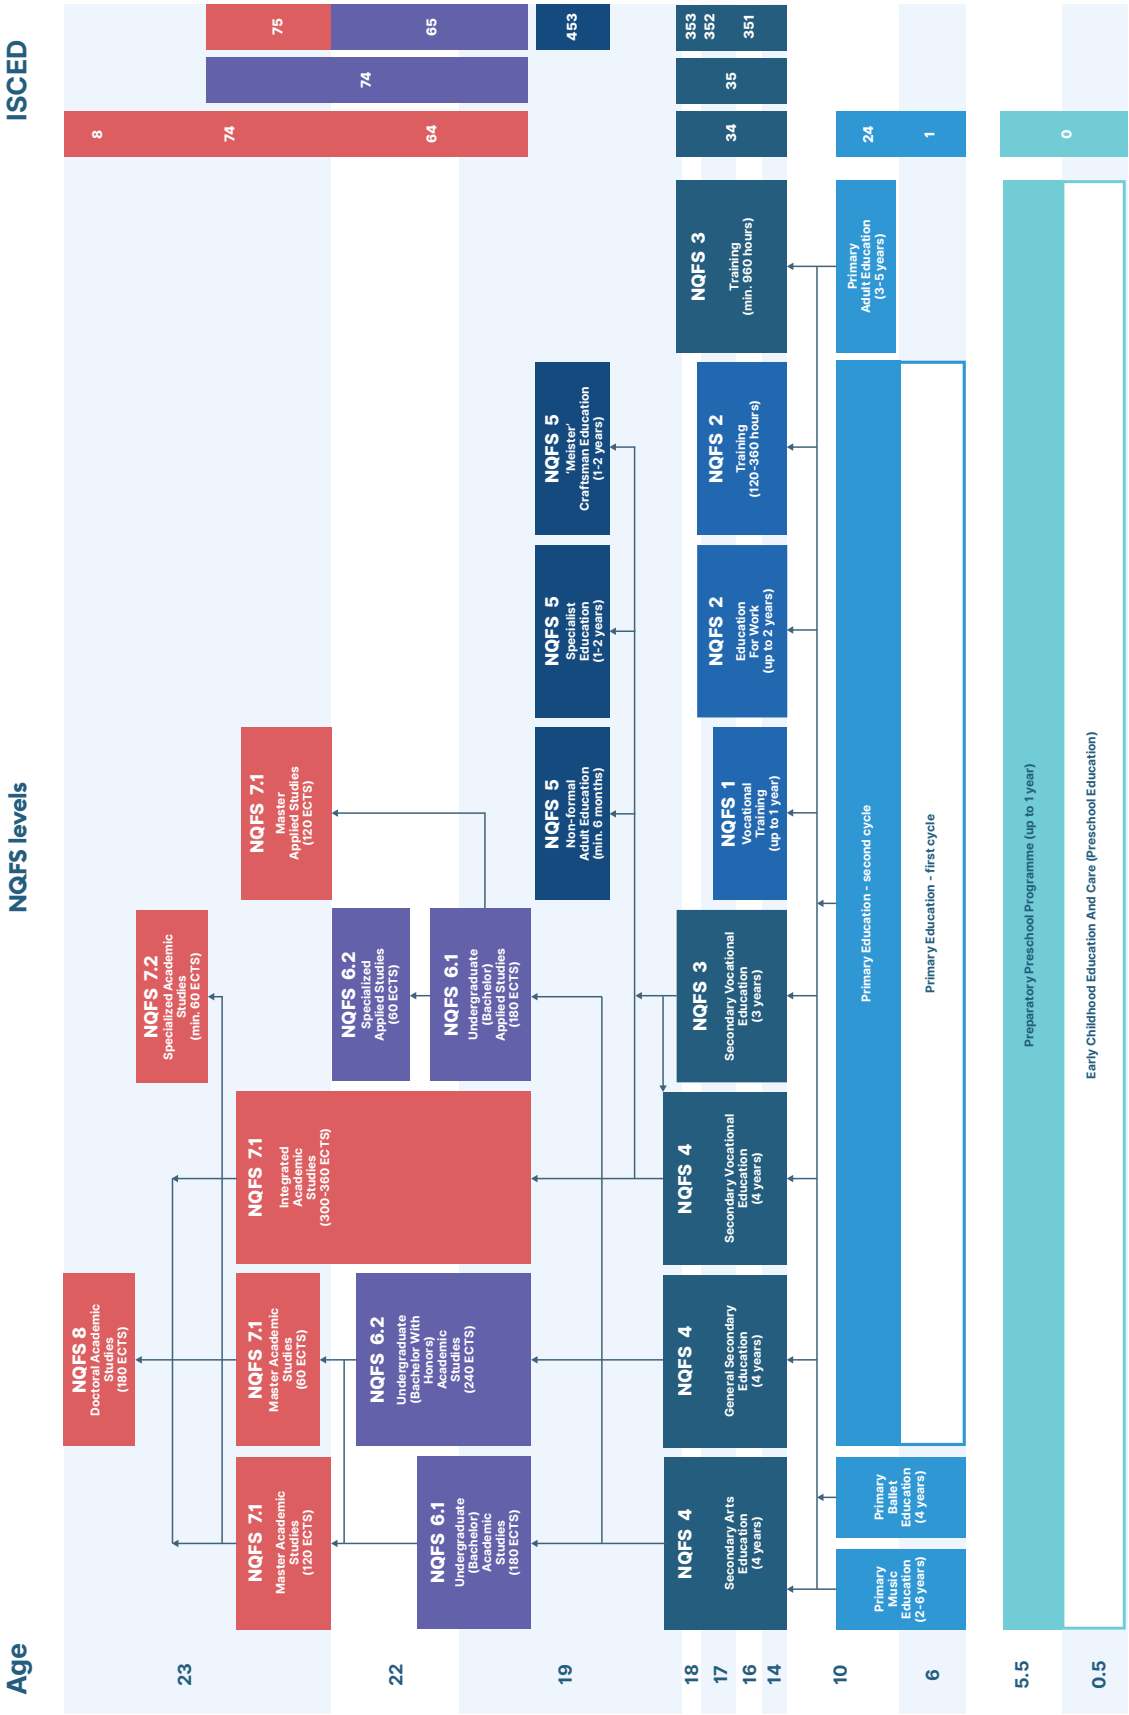 Age
NQFS levels
ISCED
23
22
19
18
17
16
14
10
6
5.5
0.5
NQFS 8
Doctoral Academic
Studies
(180 ECTS)
NQFS 7.2
Specialized Academic
Studies
(min. 60 ECTS)
NQFS 7.1
Master Academic
Studies
(120 ECTS)
NQFS 7.1
Master Academic
Studies
(60 ECTS)
NQFS 7.1
Integrated
Academic
Studies
(300-360 ECTS)
NQFS 7.1
Master
Applied Studies
(120 ECTS)
NQFS 6.1
Undergraduate
(Bachelor)
Academic
Studies
(180 ECTS)
NQFS 6.2
Undergraduate
(Bachelor With
Honors)
Academic
Studies
(240 ECTS)
NQFS 6.2
Specialized
Applied Studies
(60 ECTS)
NQFS 6.1
Undergraduate
(Bachelor)
Applied Studies
(180 ECTS)
NQFS 5
Non-formal
Adult Education
(min. 6 months)
NQFS 5
Specialist
Education
(1-2 years)
NQFS 5
'Meister'
Craftsman Education
(1-2 years)
NQFS 4
Secondary Arts
Education
(4 years)
NQFS 4
General Secondary
Education
(4 years)
NQFS 4
Secondary Vocational
Education
(4 years)
NQFS 3
Secondary Vocational
Education
(3 years)
NQFS 1
Vocational
Training
(up to 1 year)
NQFS 2
Education
For Work
(up to 2 years)
NQFS 2
Training
(120-360 hours)
NQFS 3
Training
(min. 960 hours)
Primary
Music
Education
(2-6 years)
Primary
Ballet
Education
(4 years)
Primary Education - second cycle
Primary Education - first cycle
Primary
Adult Education
(3-5 years)
Preparatory Preschool Programme (up to 1 year)
Early Childhood Education And Care (Preschool Education)
8
74
64
74
75
65
453
34
35
353
352
351
24
1
0